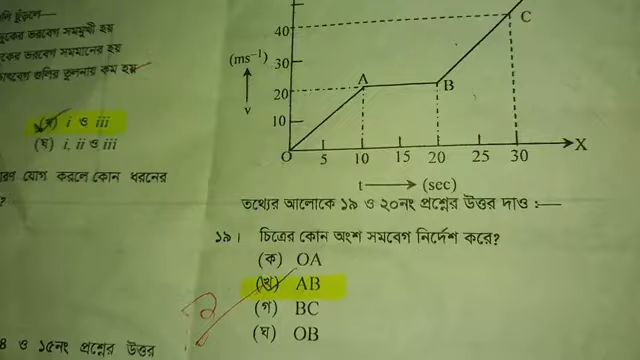 সমমুখী হয়
ভরবেগ সমমানের হয়
গুলির তুলনায় কম হয়
i ও iii
(ঘ) i, ii ও iii
যোগ করলে কোন ধরনের
?
৪ ও ১৫নং প্রশ্নের উত্তর
40
(ms⁻¹) 30
20
10
v
A
B
C
O
5 10 15 20 25 30
X
t (sec)
তথ্যের আলোকে ১৯ ও ২০নং প্রশ্নের উত্তর দাও :—
১৯। চিত্রের কোন অংশ সমবেগ নির্দেশ করে?
(ক) OA
(খ) AB
(গ) BC
(ঘ) OB